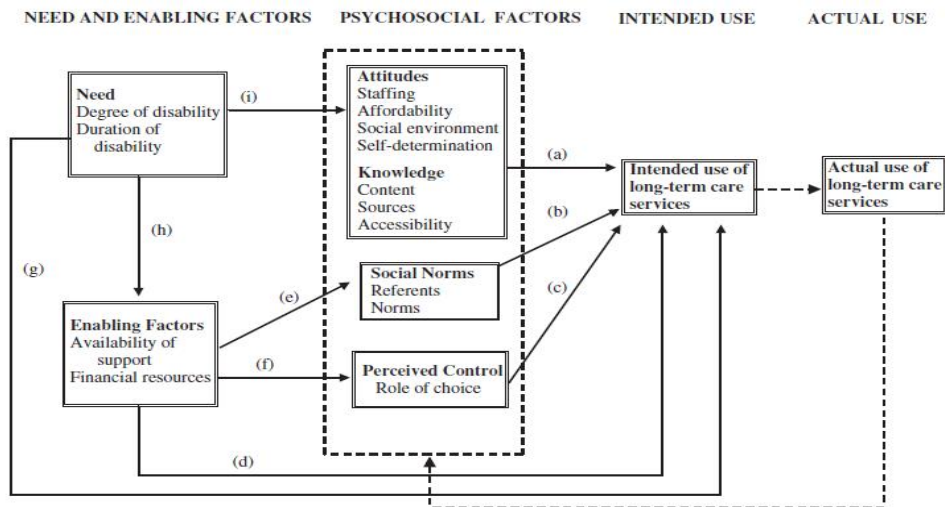 NEED AND ENABLING FACTORS
PSYCHOSOCIAL FACTORS
INTENDED USE
ACTUAL USE
Need
Degree of disability
Duration of
disability
(i)
Attitudes
Staffing
Affordability
Social environment
Self-determination
Knowledge
Content
Sources
Accessibility
(a)
Intended use of
long-term care
services
Actual use of
long-term care
services
(h)
(g)
(b)
(e)
Social Norms
Referents
Norms
(c)
Enabling Factors
Availability of
support
Financial resources
(f)
Perceived Control
Role of choice
(d)